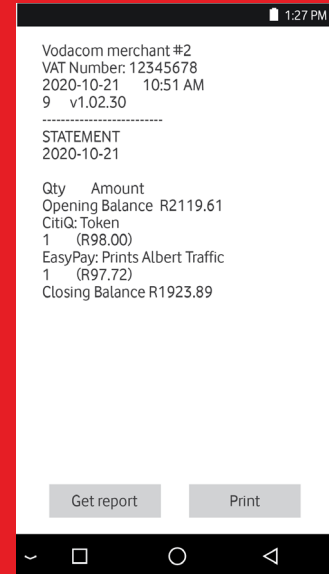 1:27 PM
Vodacom merchant #2
VAT Number: 12345678
2020-10-21 10:51 AM
9 v1.02.30
--------------------------
STATEMENT
2020-10-21
Qty Amount
Opening Balance R2119.61
CitiQ: Token
1 (R98.00)
EasyPay: Prints Albert Traffic
1 (R97.72)
Closing Balance R1923.89
Get report Print